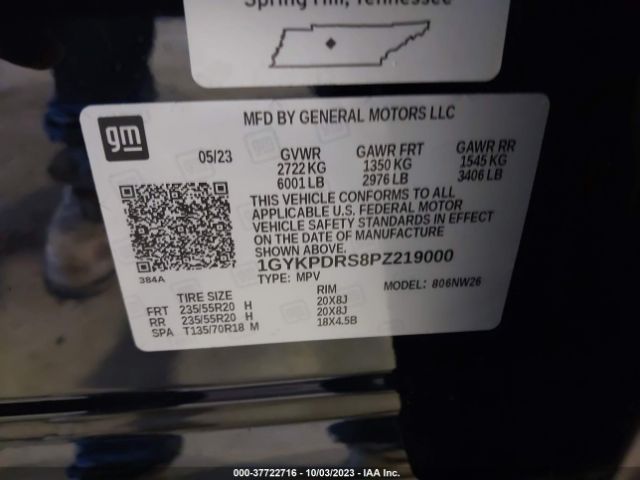 Spring Hill, Tennessee
gm
MFD BY GENERAL MOTORS LLC
05/23 GVWR GAWR FRT GAWR RR
2722 KG 1350 KG 1545 KG
6001 LB 2976 LB 3406 LB
THIS VEHICLE CONFORMS TO ALL
APPLICABLE U.S. FEDERAL MOTOR
VEHICLE SAFETY STANDARDS IN EFFECT
ON THE DATE OF MANUFACTURE
SHOWN ABOVE.
384A
1GYKPDRS8PZ219000
TYPE: MPV MODEL: 806NW26
TIRE SIZE RIM
FRT 235/55R20 H 20X8J
RR 235/55R20 H 20X8J
SPA T135/70R18 M 18X4.5B
000-37722716 - 10/03/2023 - IAA Inc.